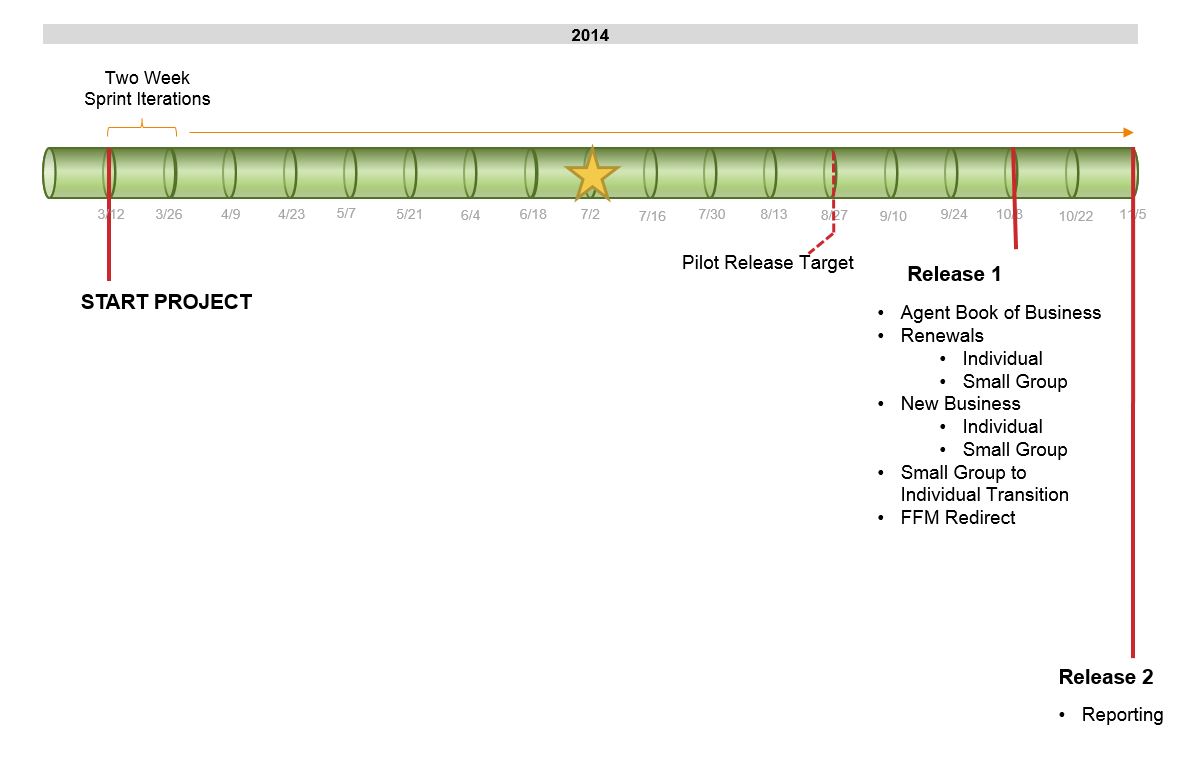 2014
Two Week
Sprint Iterations
3/12 3/26 4/9 4/23 5/7 5/21 6/4 6/18 7/2 7/16 7/30 8/13 8/27 9/10 9/24 10/8 10/22 11/5
Pilot Release Target
START PROJECT
Release 1
• Agent Book of Business
• Renewals
• Individual
• Small Group
• New Business
• Individual
• Small Group
• Small Group to
Individual Transition
• FFM Redirect
Release 2
• Reporting